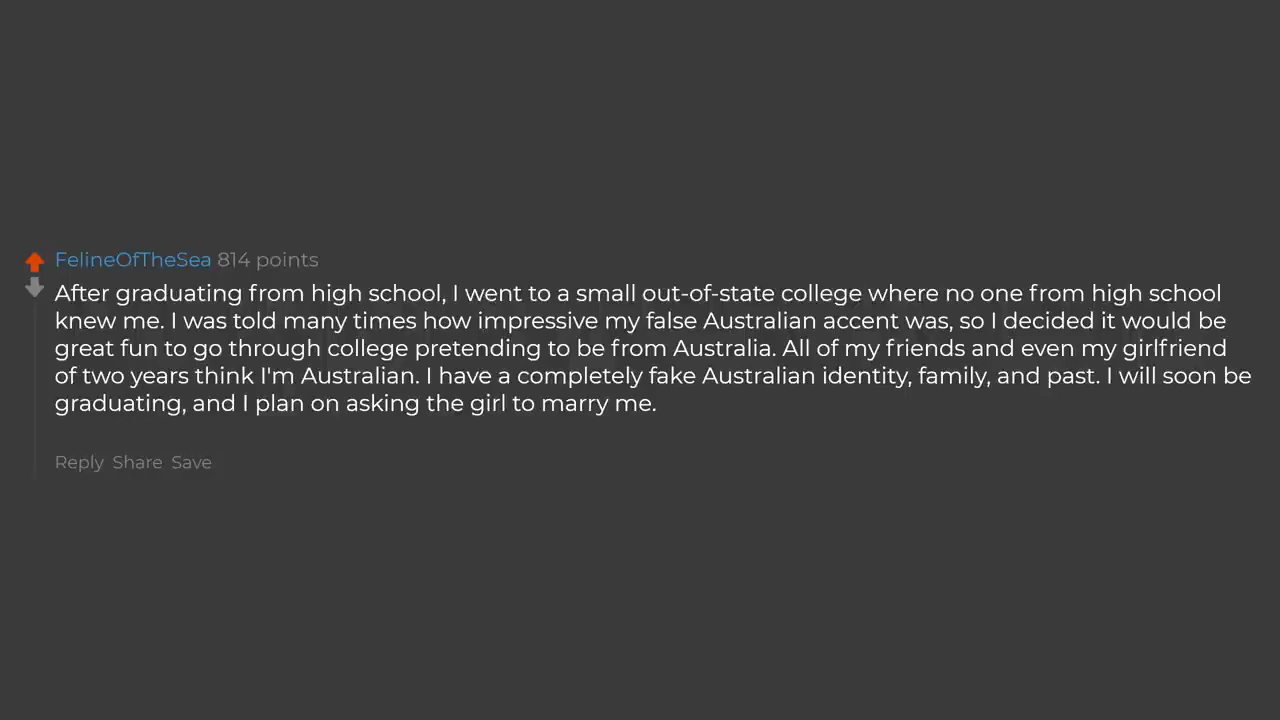 FelineOfTheSea 814 points
After graduating from high school, I went to a small out-of-state college where no one from high school
knew me. I was told many times how impressive my false Australian accent was, so I decided it would be
great fun to go through college pretending to be from Australia. All of my friends and even my girlfriend
of two years think I'm Australian. I have a completely fake Australian identity, family, and past. I will soon be
graduating, and I plan on asking the girl to marry me.
Reply Share Save